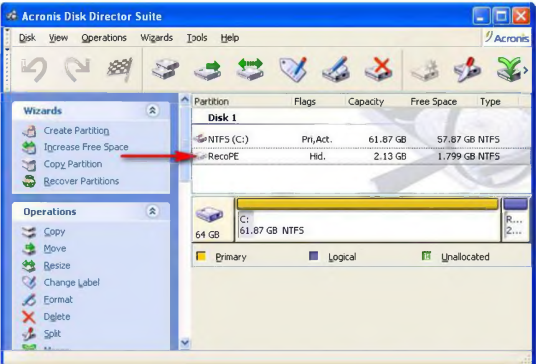 Acronis Disk Director Suite
Disk View Operations Wizards Tools Help Acronis
Wizards
Create Partition
Increase Free Space
Copy Partition
Recover Partitions
Operations
Copy
Move
Resize
Change Label
Format
Delete
Split
Partition Flags Capacity Free Space Type
Disk 1
NTFS (C:) Pri,Act. 61.87 GB 57.87 GB NTFS
RecoPE Hid. 2.13 GB 1.799 GB NTFS
64 GB
C:
61.87 GB NTFS
R...
2...
Primary Logical Unallocated